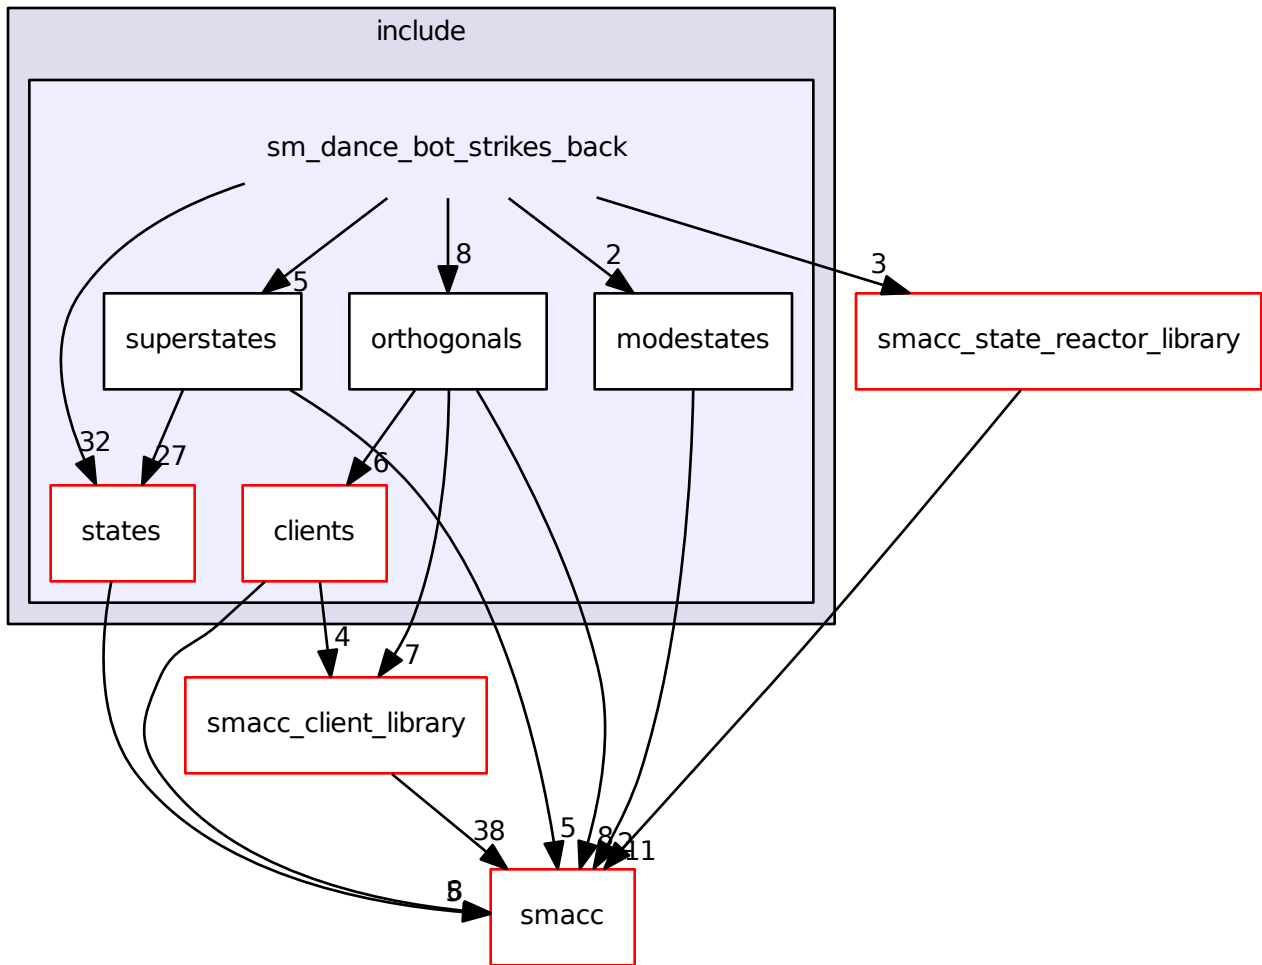 include
sm_dance_bot_strikes_back
8
2
3
5
superstates
orthogonals
modestates
smacc_state_reactor_library
32
27
6
states
clients
4
7
smacc_client_library
38
5
8
2
11
smacc